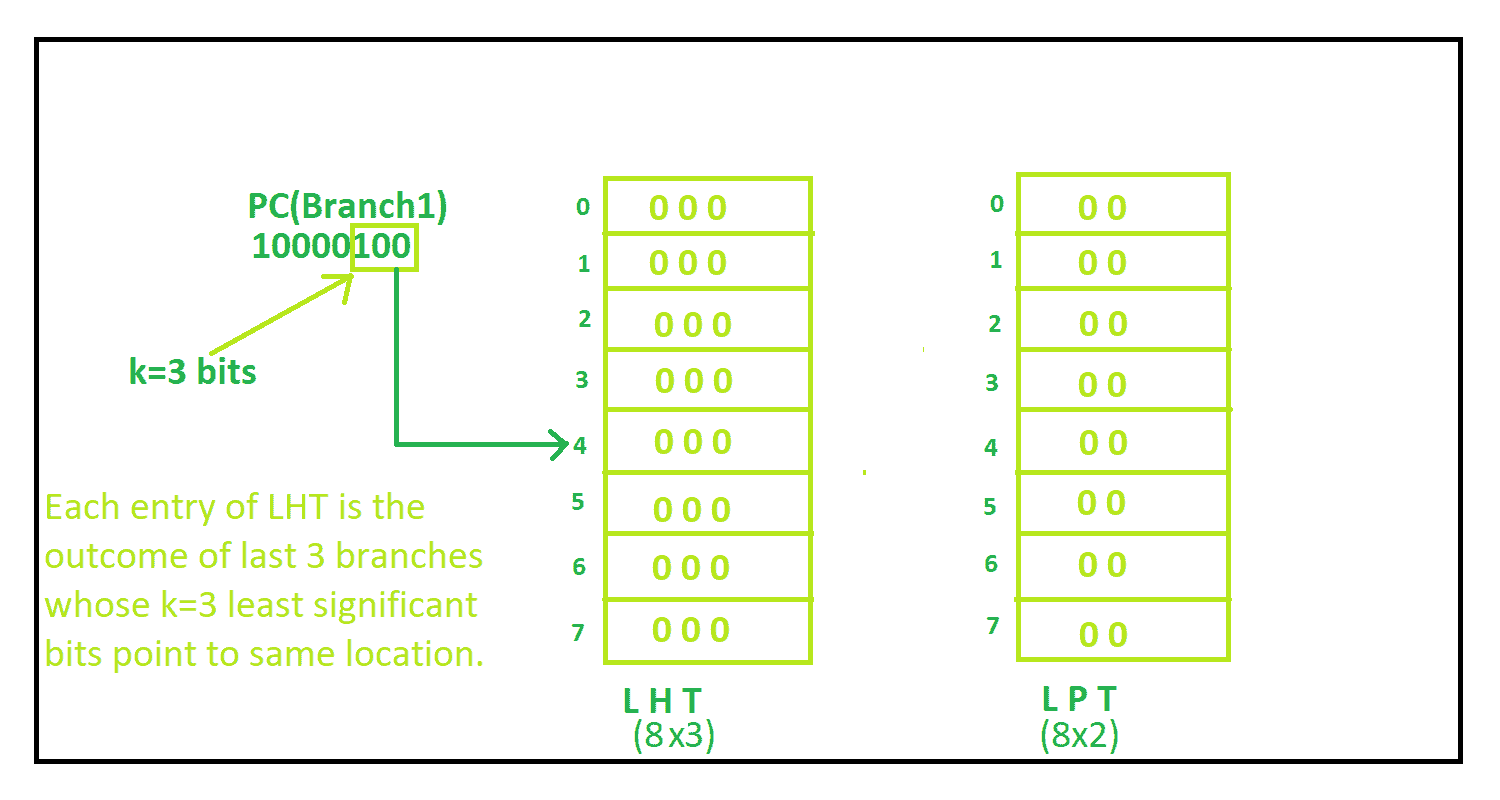 PC(Branch1)
10000100
k=3 bits
Each entry of LHT is the
outcome of last 3 branches
whose k=3 least significant
bits point to same location.
0 0 0 0
1 0 0 0
2 0 0 0
3 0 0 0
4 0 0 0
5 0 0 0
6 0 0 0
7 0 0 0
L H T
(8x3)
0 0 0
1 0 0
2 0 0
3 0 0
4 0 0
5 0 0
6 0 0
7 0 0
L P T
(8x2)